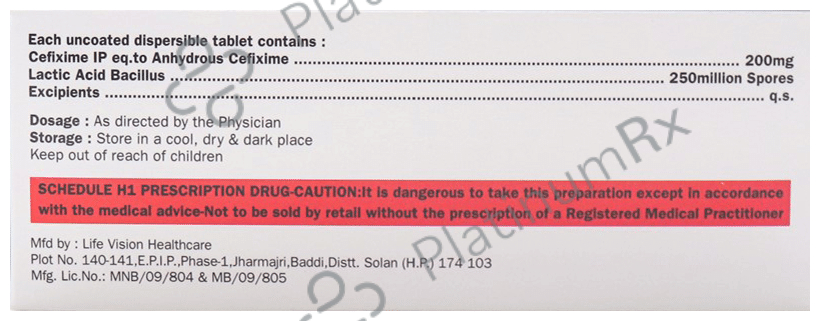 Each uncoated dispersible tablet contains :
Cefixime IP eq.to Anhydrous Cefixime ........................................................................................ 200mg
Lactic Acid Bacillus ................................................................................................ 250million Spores
Excipients ............................................................................................................................ q.s.
Dosage : As directed by the Physician
Storage : Store in a cool, dry & dark place
Keep out of reach of children
SCHEDULE H1 PRESCRIPTION DRUG-CAUTION:It is dangerous to take this preparation except in accordance
with the medical advice-Not to be sold by retail without the prescription of a Registered Medical Practitioner
Mfd by : Life Vision Healthcare
Plot No. 140-141,E.P.I.P.,Phase-1,Jharmajri,Baddi,Distt. Solan (H.P.) 174 103
Mfg. Lic.No.: MNB/09/804 & MB/09/805
PlatinumRx